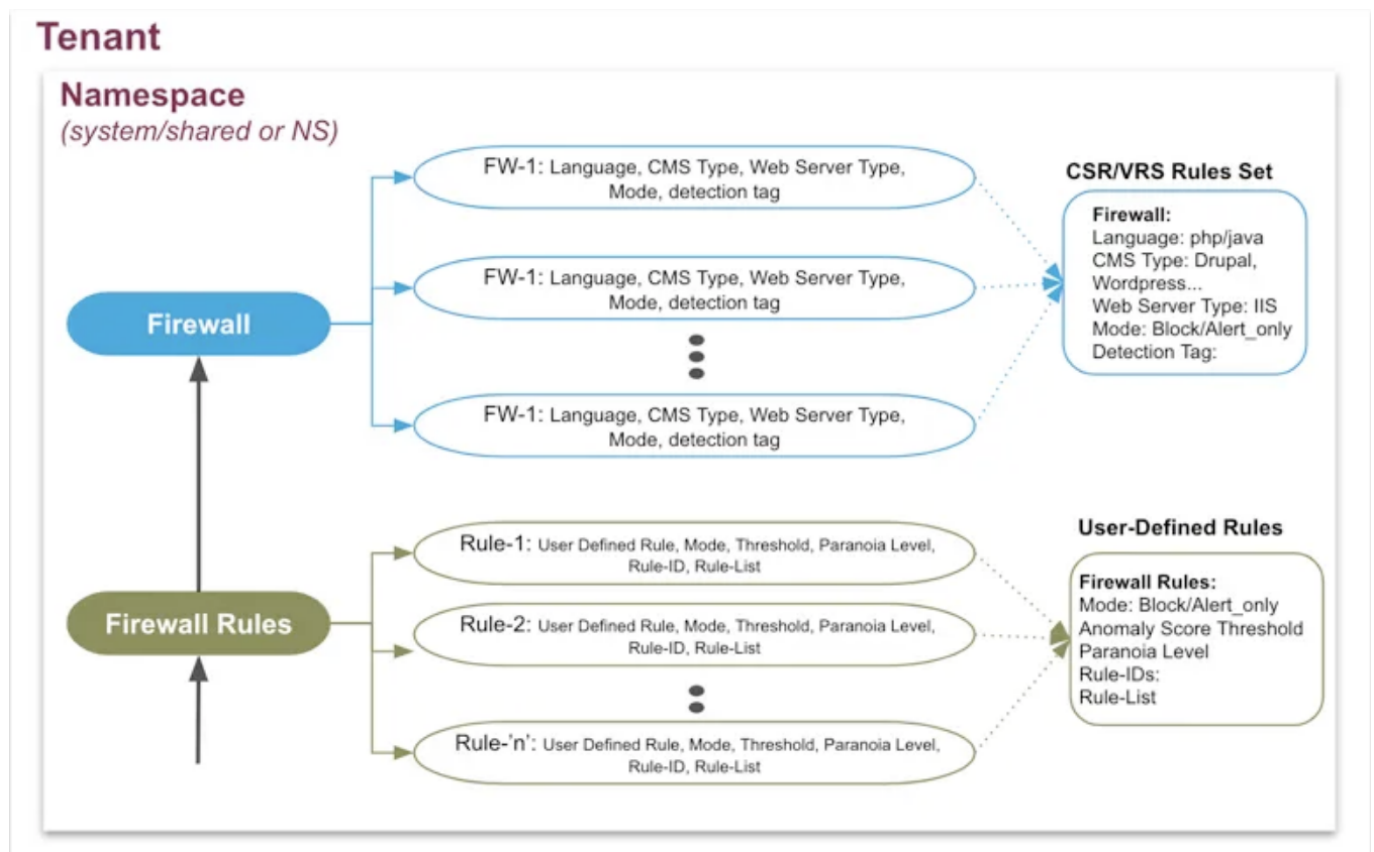 Tenant
Namespace
(system/shared or NS)
FW-1: Language, CMS Type, Web Server Type,
Mode, detection tag
CSR/VRS Rules Set
Firewall:
Language: php/java
CMS Type: Drupal,
Wordpress...
Web Server Type: IIS
Mode: Block/Alert_only
Detection Tag:
FW-1: Language, CMS Type, Web Server Type,
Mode, detection tag
Firewall
FW-1: Language, CMS Type, Web Server Type,
Mode, detection tag
Rule-1: User Defined Rule, Mode, Threshold, Paranoia Level,
Rule-ID, Rule-List
User-Defined Rules
Firewall Rules:
Mode: Block/Alert_only
Anomaly Score Threshold
Paranoia Level
Rule-IDs:
Rule-List
Firewall Rules
Rule-2: User Defined Rule, Mode, Threshold, Paranoia Level,
Rule-ID, Rule-List
Rule-'n': User Defined Rule, Mode, Threshold, Paranoia Level,
Rule-ID, Rule-List